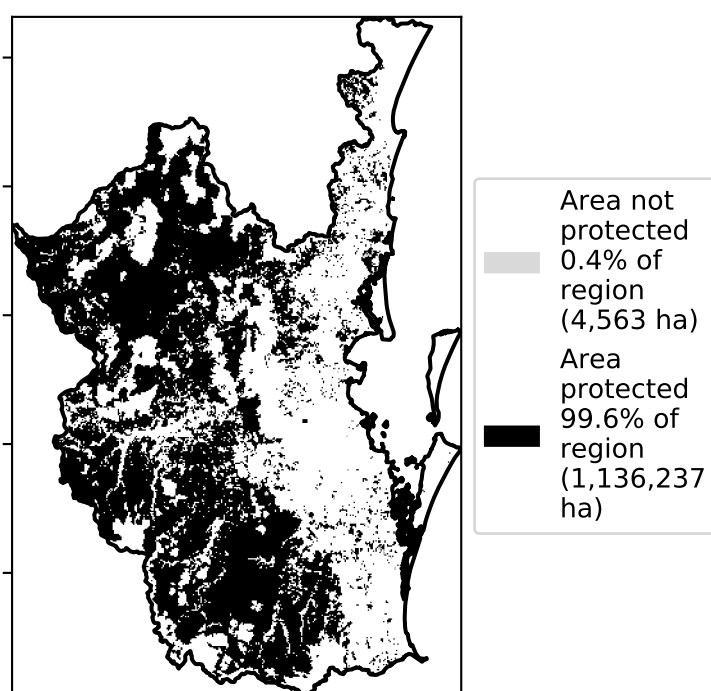 Area not
protected
0.4% of
region
(4,563 ha)
Area
protected
99.6% of
region
(1,136,237
ha)